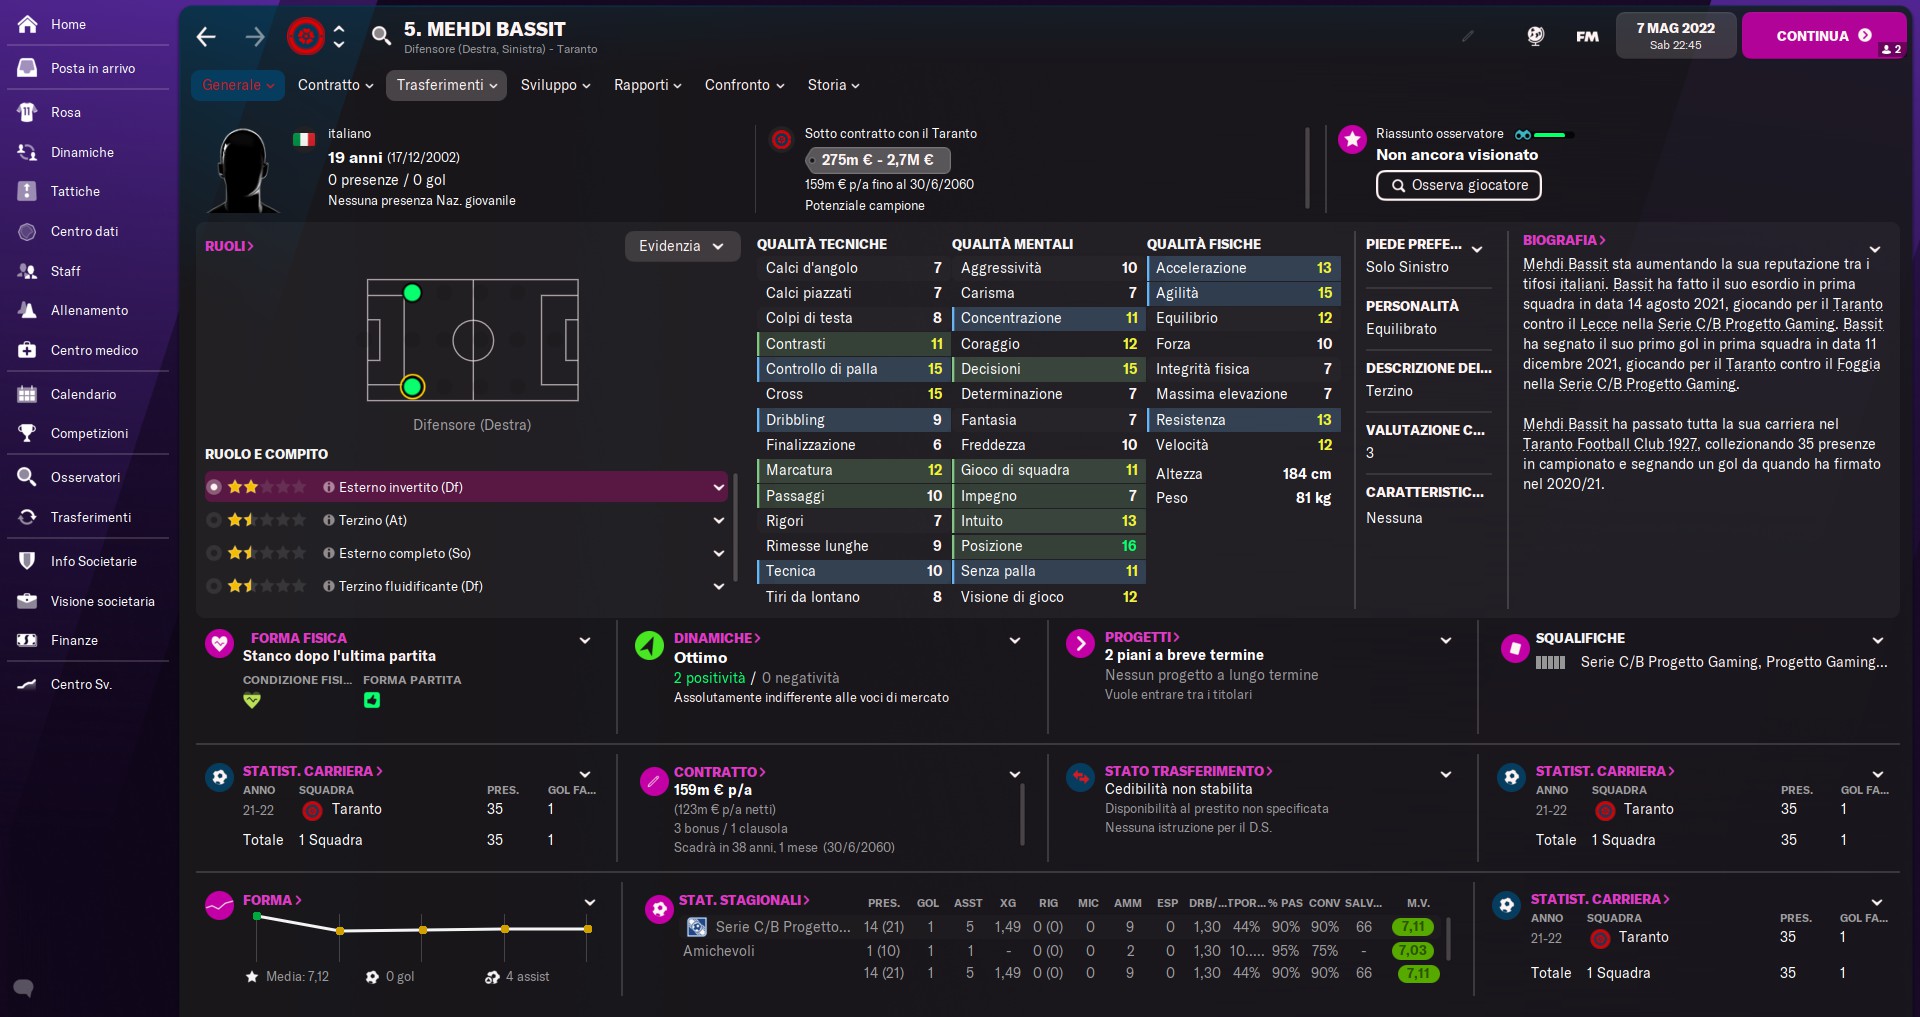 Home
Posta in arrivo
Rosa
Dinamiche
Tattiche
Centro dati
Staff
Allenamento
Centro medico
Calendario
Competizioni
Osservatori
Trasferimenti
Info Societarie
Visione societaria
Finanze
Centro Sv.
5. MEHDI BASSIT
Difensore (Destra, Sinistra) - Taranto
FM
7 MAG 2022
Sab 22:45
CONTINUA
2
Generale
Contratto
Trasferimenti
Sviluppo
Rapporti
Confronto
Storia
italiano
19 anni (17/12/2002)
0 presenze / 0 gol
Nessuna presenza Naz. giovanile
Sotto contratto con il Taranto
275m € - 2,7M €
159m € p/a fino al 30/6/2060
Potenziale campione
Riassunto osservatore
Non ancora visionato
Osserva giocatore
RUOLI
Evidenzia
Difensore (Destra)
RUOLO E COMPITO
Esterno invertito (Df)
Terzino (At)
Esterno completo (So)
Terzino fluidificante (Df)
QUALITÀ TECNICHE
Calci d'angolo 7
Calci piazzati 7
Colpi di testa 8
Contrasti 11
Controllo di palla 15
Cross 15
Dribbling 9
Finalizzazione 6
Marcatura 12
Passaggi 10
Rigori 7
Rimesse lunghe 9
Tecnica 10
Tiri da lontano 8
QUALITÀ MENTALI
Aggressività 10
Carisma 7
Concentrazione 11
Coraggio 12
Decisioni 15
Determinazione 7
Fantasia 7
Freddezza 10
Gioco di squadra 11
Impegno 7
Intuito 13
Posizione 16
Senza palla 11
Visione di gioco 12
QUALITÀ FISICHE
Accelerazione 13
Agilità 15
Equilibrio 12
Forza 10
Integrità fisica 7
Massima elevazione 7
Resistenza 13
Velocità 12
Altezza 184 cm
Peso 81 kg
PIEDE PREFE...
Solo Sinistro
PERSONALITÀ
Equilibrato
DESCRIZIONE DEI...
Terzino
VALUTAZIONE C...
3
CARATTERISTIC...
Nessuna
BIOGRAFIA
Mehdi Bassit sta aumentando la sua reputazione tra i
tifosi italiani. Bassit ha fatto il suo esordio in prima
squadra in data 14 agosto 2021, giocando per il Taranto
contro il Lecce nella Serie C/B Progetto Gaming. Bassit
ha segnato il suo primo gol in prima squadra in data 11
dicembre 2021, giocando per il Taranto contro il Foggia
nella Serie C/B Progetto Gaming.
Mehdi Bassit ha passato tutta la sua carriera nel
Taranto Football Club 1927, collezionando 35 presenze
in campionato e segnando un gol da quando ha firmato
nel 2020/21.
FORMA FISICA
Stanco dopo l'ultima partita
CONDIZIONE FISI... FORMA PARTITA
DINAMICHE
Ottimo
2 positività / 0 negatività
Assolutamente indifferente alle voci di mercato
PROGETTI
2 piani a breve termine
Nessun progetto a lungo termine
Vuole entrare tra i titolari
SQUALIFICHE
Serie C/B Progetto Gaming, Progetto Gaming...
STATIST. CARRIERA
ANNO SQUADRA PRES. GOL FA...
21-22 Taranto 35 1
Totale 1 Squadra 35 1
CONTRATTO
159m € p/a
(123m € p/a netti)
3 bonus / 1 clausola
Scadrà in 38 anni, 1 mese (30/6/2060)
STATO TRASFERIMENTO
Cedibilità non stabilita
Disponibilità al prestito non specificata
Nessuna istruzione per il D.S.
STATIST. CARRIERA
ANNO SQUADRA PRES. GOL FA...
21-22 Taranto 35 1
Totale 1 Squadra 35 1
FORMA
Media: 7,12 0 gol 4 assist
STAT. STAGIONALI PRES. GOL ASST XG RIG MIC AMM ESP DRB/... TPOR... % PAS CONV SALV... M.V.
Serie C/B Progetto... 14 (21) 1 5 1,49 0 (0) 0 9 0 1,30 44% 90% 90% 66 7,11
Amichevoli 1 (10) 1 1 - 0 (0) 0 2 0 1,30 10.... 95% 75% - 7,03
14 (21) 1 5 1,49 0 (0) 0 9 0 1,30 44% 90% 90% 66 7,11
STATIST. CARRIERA
ANNO SQUADRA PRES. GOL FA...
21-22 Taranto 35 1
Totale 1 Squadra 35 1